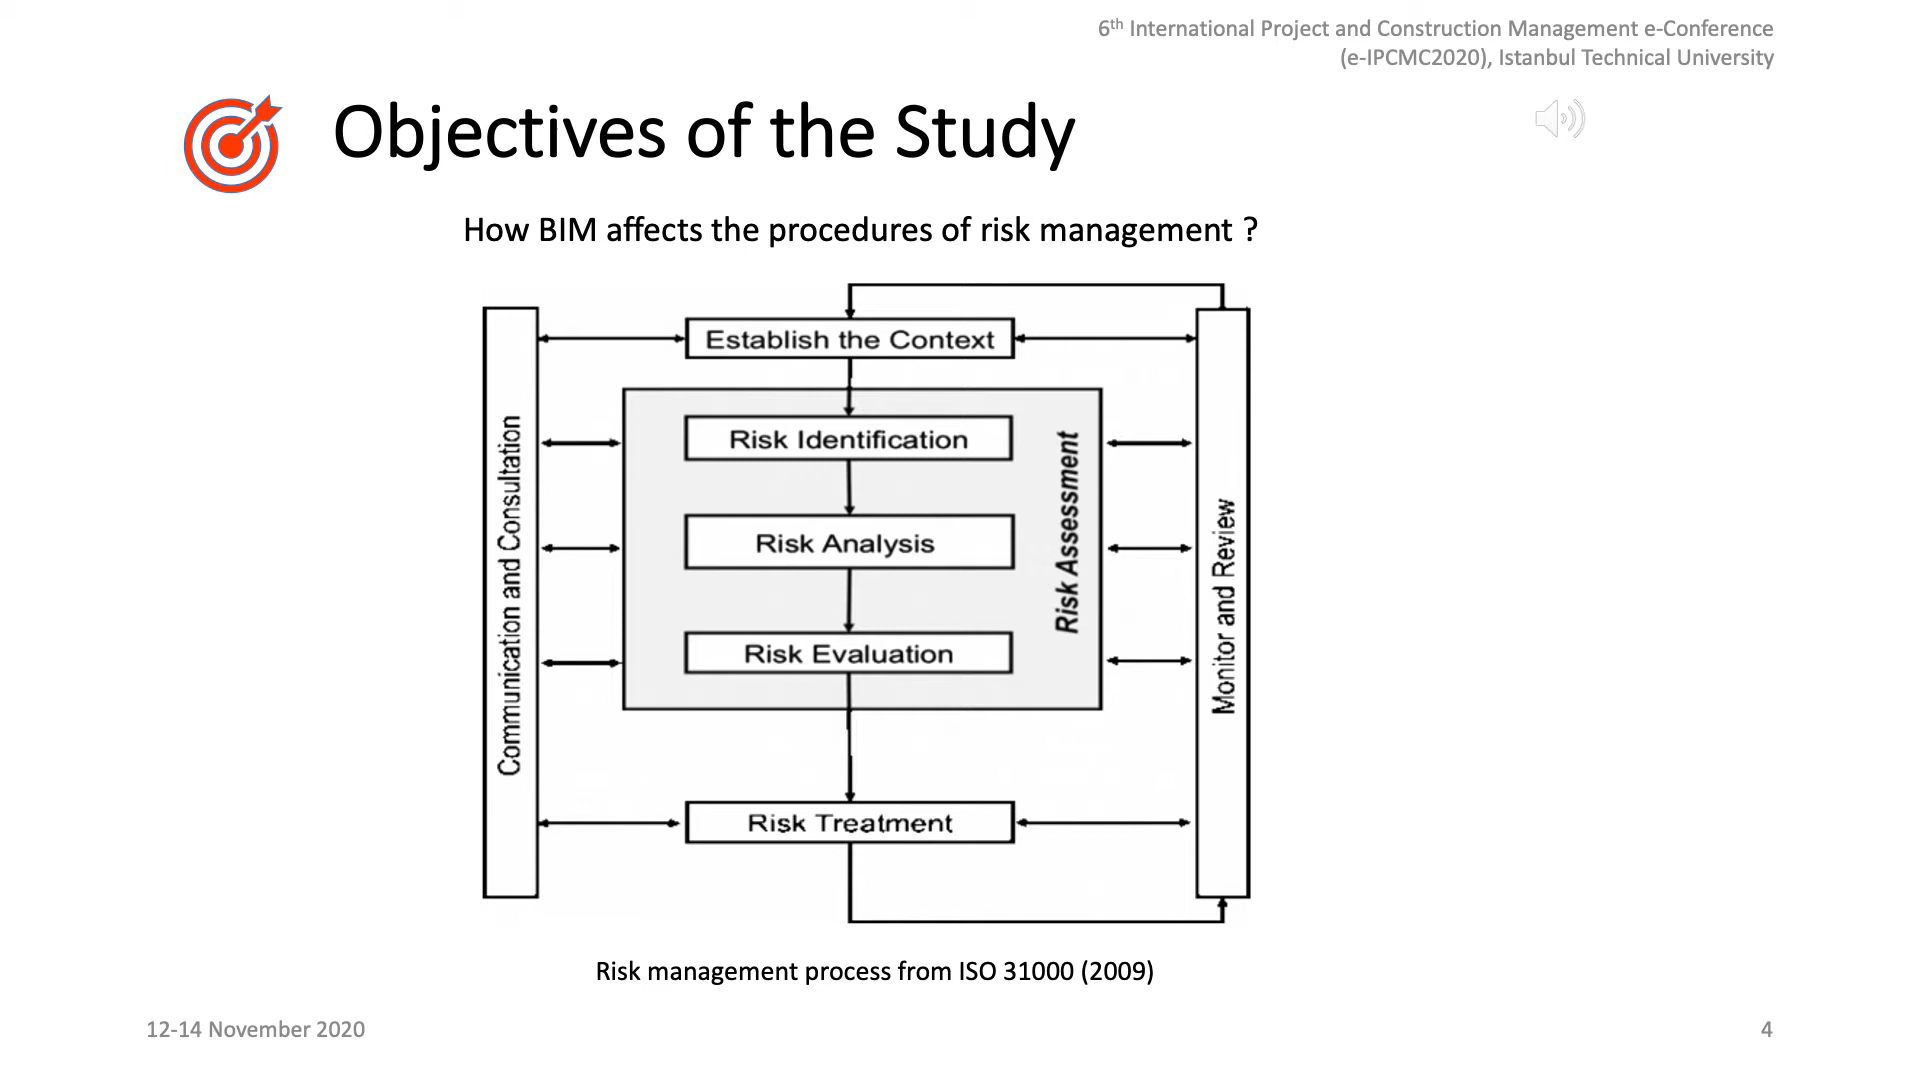 6th International Project and Construction Management e-Conference
(e-IPCMC2020), Istanbul Technical University
Objectives of the Study
How BIM affects the procedures of risk management ?
Establish the Context
Communication and Consultation
Risk Identification
Risk Analysis
Risk Evaluation
Risk Assessment
Monitor and Review
Risk Treatment
Risk management process from ISO 31000 (2009)
12-14 November 2020
4